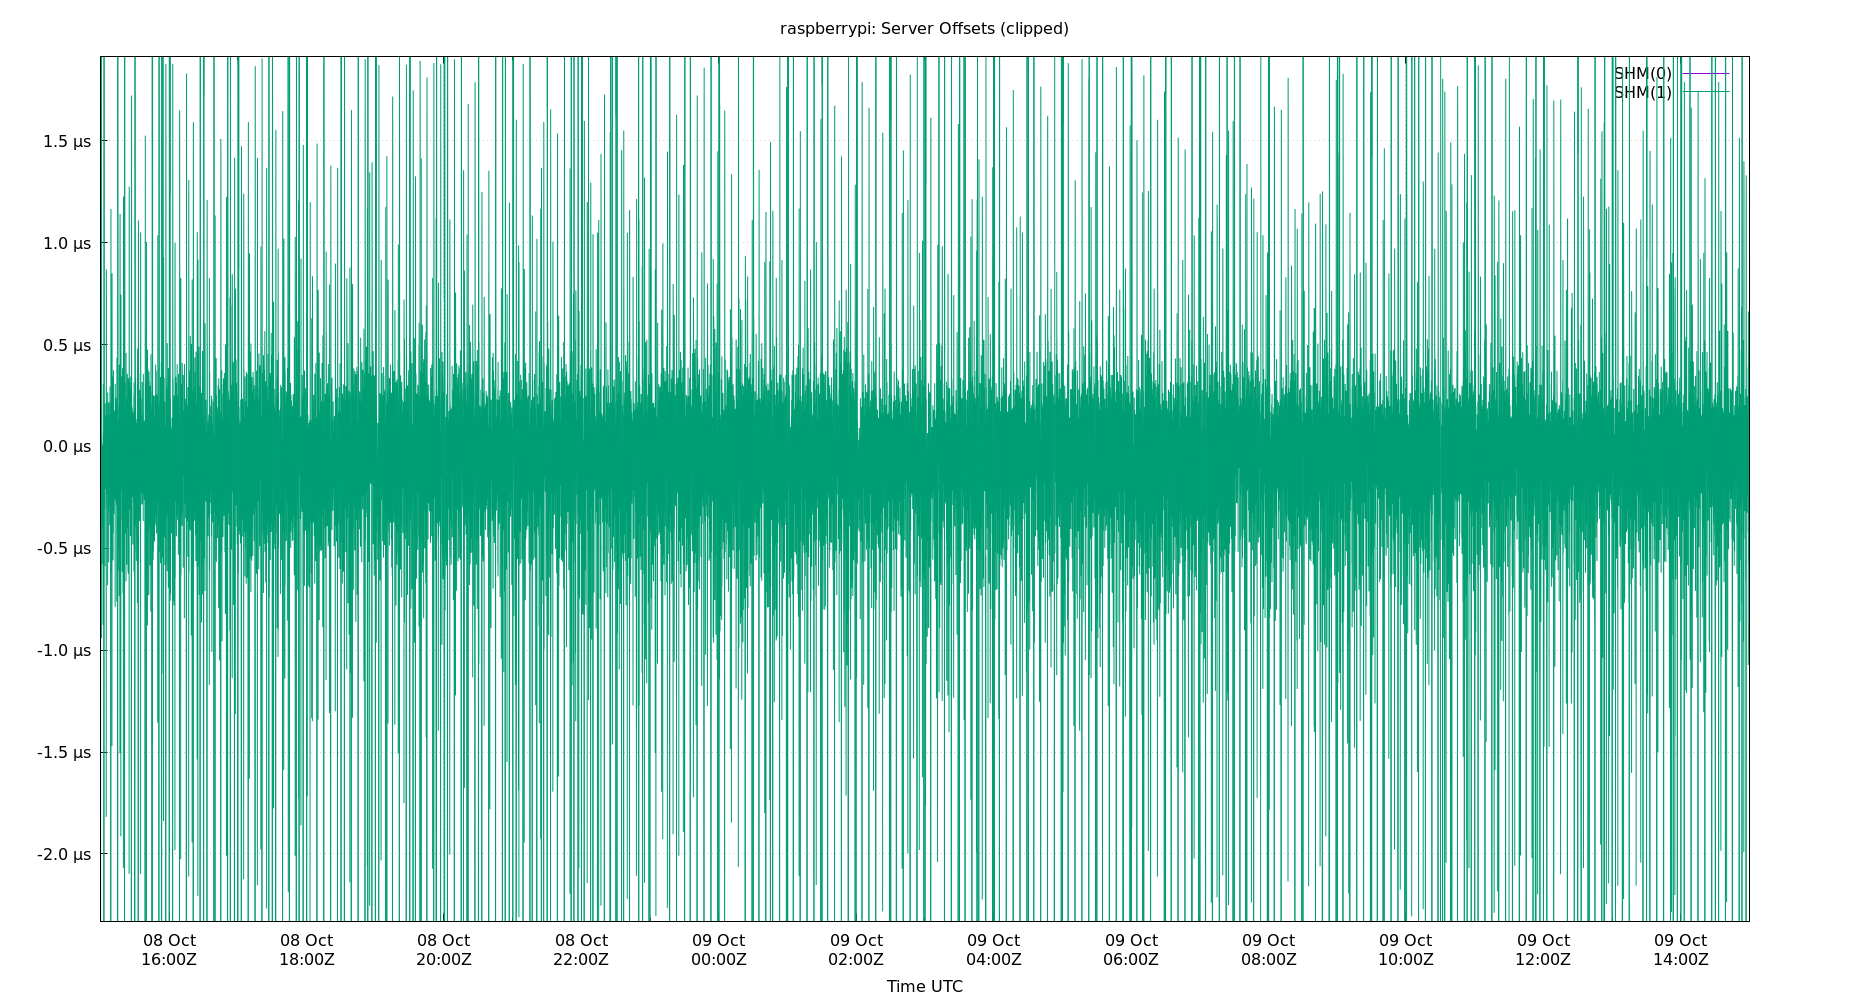 raspberrypi: Server Offsets (clipped)
SHM(0)
SHM(1)
1.5 µs
1.0 µs
0.5 µs
0.0 µs
-0.5 µs
-1.0 µs
-1.5 µs
-2.0 µs
08 Oct 08 Oct 08 Oct 08 Oct 09 Oct 09 Oct 09 Oct 09 Oct 09 Oct 09 Oct 09 Oct 09 Oct
16:00Z 18:00Z 20:00Z 22:00Z 00:00Z 02:00Z 04:00Z 06:00Z 08:00Z 10:00Z 12:00Z 14:00Z
Time UTC